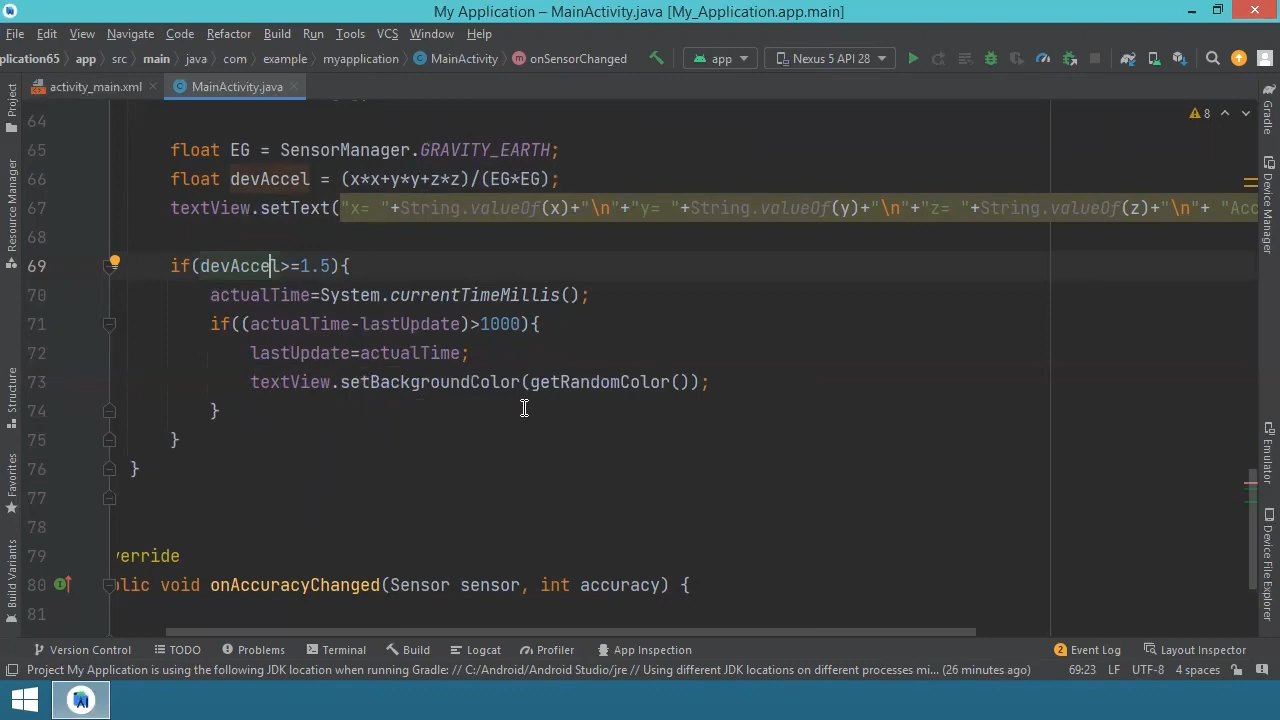 My Application – MainActivity.java [My_Application.app.main]
File Edit View Navigate Code Refactor Build Run Tools VCS Window Help
plication65 app src main java com example myapplication MainActivity onSensorChanged app Nexus 5 API 28
activity_main.xml MainActivity.java
8
64
65 float EG = SensorManager.GRAVITY_EARTH;
66 float devAccel = (x*x+y*y+z*z)/(EG*EG);
67 textView.setText("x= "+String.valueOf(x)+"\n"+"y= "+String.valueOf(y)+"\n"+"z= "+String.valueOf(z)+"\n"+ "Acc
68
69 if(devAccel>=1.5){
70 actualTime=System.currentTimeMillis();
71 if((actualTime-lastUpdate)>1000){
72 lastUpdate=actualTime;
73 textView.setBackgroundColor(getRandomColor());
74 }
75 }
76 }
77
78
79 verride
80 blic void onAccuracyChanged(Sensor sensor, int accuracy) {
81
Project
Resource Manager
Structure
Favorites
Build Variants
Gradle
Device Manager
Emulator
Device File Explorer
Version Control TODO Problems Terminal Build Logcat Profiler App Inspection 2 Event Log Layout Inspector
Project My Application is using the following JDK location when running Gradle: // C:/Android/Android Studio/jre // Using different JDK locations on different processes mi... (26 minutes ago) 69:23 LF UTF-8 4 spaces